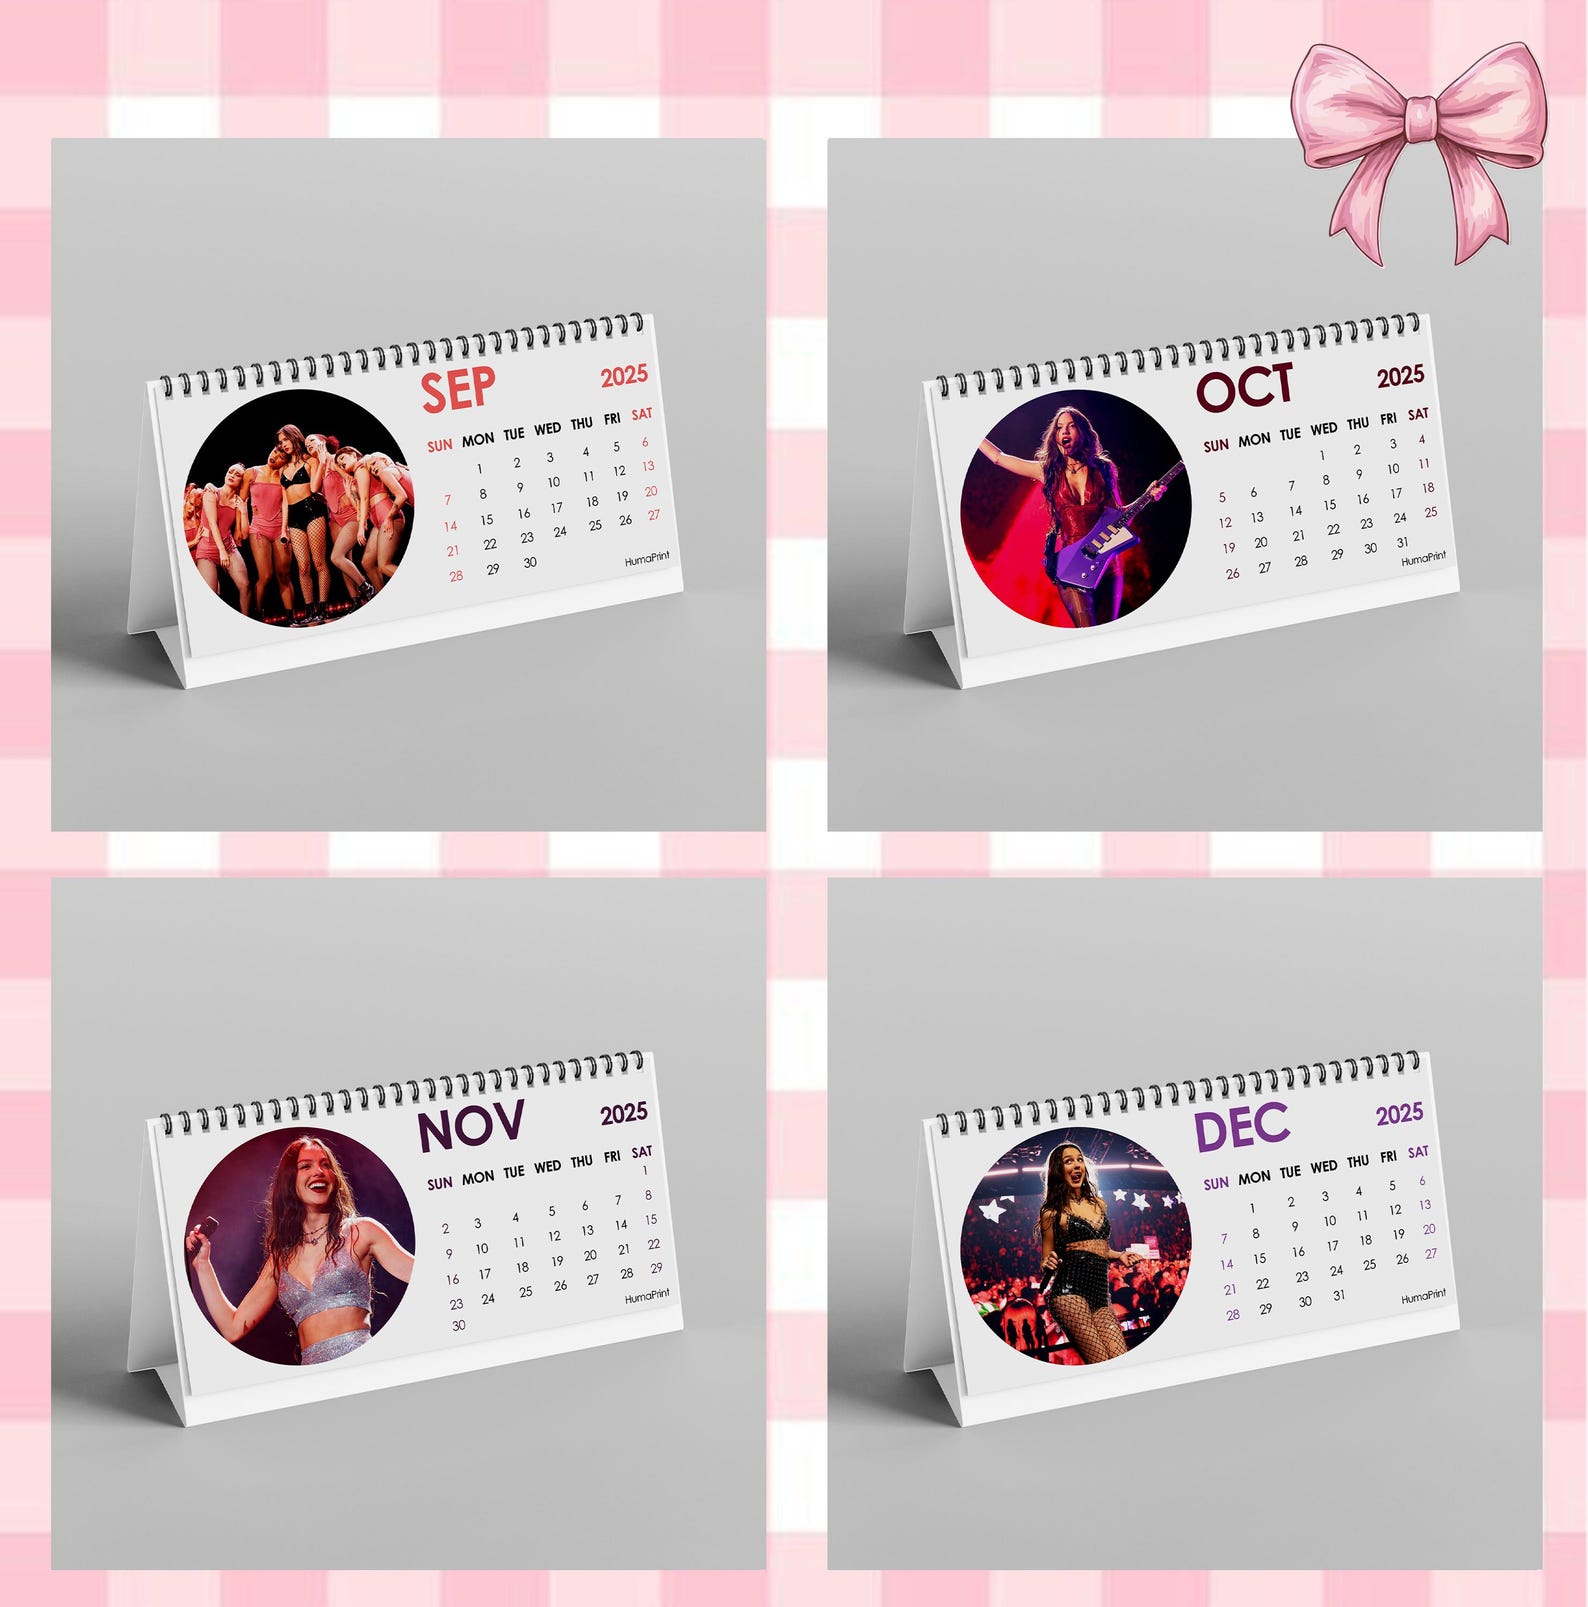 SEP 2025
SUN MON TUE WED THU FRI SAT
1 2 3 4 5 6
7 8 9 10 11 12 13
14 15 16 17 18 19 20
21 22 23 24 25 26 27
28 29 30
HumaPrint
OCT 2025
SUN MON TUE WED THU FRI SAT
1 2 3 4
5 6 7 8 9 10 11
12 13 14 15 16 17 18
19 20 21 22 23 24 25
26 27 28 29 30 31
HumaPrint
NOV 2025
SUN MON TUE WED THU FRI SAT
1
2 3 4 5 6 7 8
9 10 11 12 13 14 15
16 17 18 19 20 21 22
23 24 25 26 27 28 29
30
HumaPrint
DEC 2025
SUN MON TUE WED THU FRI SAT
1 2 3 4 5 6
7 8 9 10 11 12 13
14 15 16 17 18 19 20
21 22 23 24 25 26 27
28 29 30 31
HumaPrint